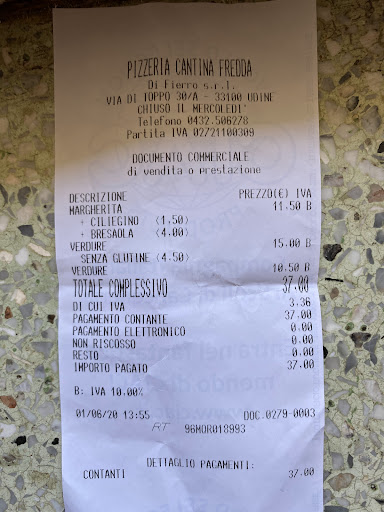 PIZZERIA CANTINA FREDDA
Di Fierro s.r.l.
VIA DI TOPPO 30/A - 33100 UDINE
CHIUSO IL MERCOLEDI'
Telefono 0432.506278
Partita IVA 02721100309
DOCUMENTO COMMERCIALE
di vendita o prestazione
DESCRIZIONE PREZZO(€) IVA
MARGHERITA 11.50 B
+ CILIEGINO (1.50)
+ BRESAOLA (4.00)
VERDURE 15.00 B
SENZA GLUTINE (4.50)
VERDURE 10.50 B
TOTALE COMPLESSIVO 37.00
DI CUI IVA 3.36
PAGAMENTO CONTANTE 37.00
PAGAMENTO ELETTRONICO 0.00
NON RISCOSSO 0.00
RESTO 0.00
IMPORTO PAGATO 37.00
B: IVA 10.00%
01/06/20 13:55 DOC.0279-0003
RT 96MOR018993
DETTAGLIO PAGAMENTI:
CONTANTI 37.00